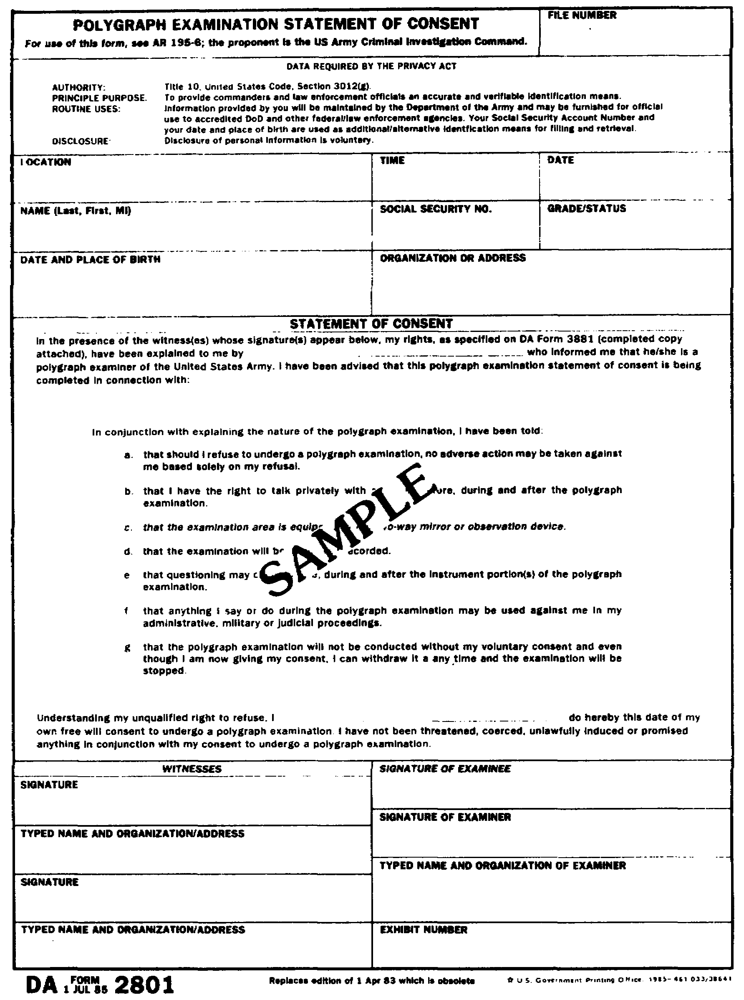 POLYGRAPH EXAMINATION STATEMENT OF CONSENT
For use of this form, see AR 195-6; the proponent is the US Army Criminal Investigation Command.
FILE NUMBER
DATA REQUIRED BY THE PRIVACY ACT
AUTHORITY: Title 10, United States Code, Section 3012(g).
PRINCIPLE PURPOSE. To provide commanders and law enforcement officials an accurate and verifiable identification means.
ROUTINE USES: Information provided by you will be maintained by the Department of the Army and may be furnished for official
use to accredited DoD and other federal/law enforcement agencies. Your Social Security Account Number and
your date and place of birth are used as additional/alternative identfication means for filling and retrieval.
DISCLOSURE: Disclosure of personal information is voluntary.
LOCATION
TIME
DATE
NAME (Last, First, MI)
SOCIAL SECURITY NO.
GRADE/STATUS
DATE AND PLACE OF BIRTH
ORGANIZATION OR ADDRESS
STATEMENT OF CONSENT
In the presence of the witness(es) whose signature(s) appear below, my rights, as specified on DA Form 3881 (completed copy
attached), have been explained to me by who informed me that he/she is a
polygraph examiner of the United States Army. I have been advised that this polygraph examination statement of consent is being
completed in connection with:
In conjunction with explaining the nature of the polygraph examination, I have been told:
a. that should I refuse to undergo a polygraph examination, no adverse action may be taken against
me based solely on my refusal.
b. that I have the right to talk privately with during and after the polygraph
examination.
c. that the examination area is mirror or observation device.
d. that the examination will
e that questioning may during and after the instrument portion(s) of the polygraph
examination.
f that anything I say or do during the polygraph examination may be used against me in my
administrative, military or judicial proceedings.
g that the polygraph examination will not be conducted without my voluntary consent and even
though I am now giving my consent, I can withdraw it a any time and the examination will be
stopped.
SAMPLE
Understanding my unqualified right to refuse, I do hereby this date of my
own free will consent to undergo a polygraph examination. I have not been threatened, coerced, unlawfully induced or promised
anything in conjunction with my consent to undergo a polygraph examination.
WITNESSES
SIGNATURE OF EXAMINEE
SIGNATURE
SIGNATURE OF EXAMINER
TYPED NAME AND ORGANIZATION/ADDRESS
TYPED NAME AND ORGANIZATION OF EXAMINER
SIGNATURE
TYPED NAME AND ORGANIZATION/ADDRESS
EXHIBIT NUMBER
DA FORM 1 JUL 85 2801
Replaces edition of 1 Apr 83 which is obsolete
☆ U S. Government Printing Office. 1985- 461 033/38641